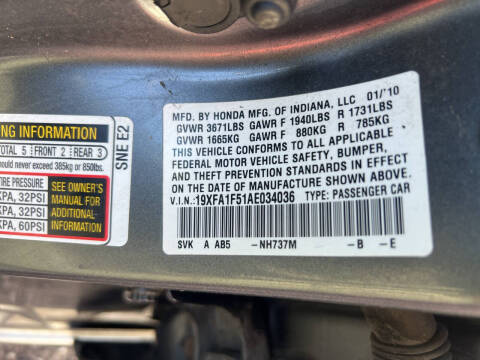 ING INFORMATION
TOTAL 5 FRONT 2 REAR 3
should never exceed 385kg or 850lbs.
TIRE PRESSURE
KPA, 32PSI
KPA, 32PSI
KPA, 60PSI
SEE OWNER'S
MANUAL FOR
ADDITIONAL
INFORMATION
SNE E2
MFD. BY HONDA MFG. OF INDIANA, LLC 01/'10
GVWR 3671LBS GAWR F 1940LBS R 1731LBS
GVWR 1665KG GAWR F 880KG R 785KG
THIS VEHICLE CONFORMS TO ALL APPLICABLE
FEDERAL MOTOR VEHICLE SAFETY, BUMPER,
AND THEFT PREVENTION STANDARDS IN EFFECT
ON THE DATE OF MANUFACTURE SHOWN ABOVE.
V.I.N.: 19XFA1F51AE034036 TYPE: PASSENGER CAR
SVK A AB5 -NH737M -B -E